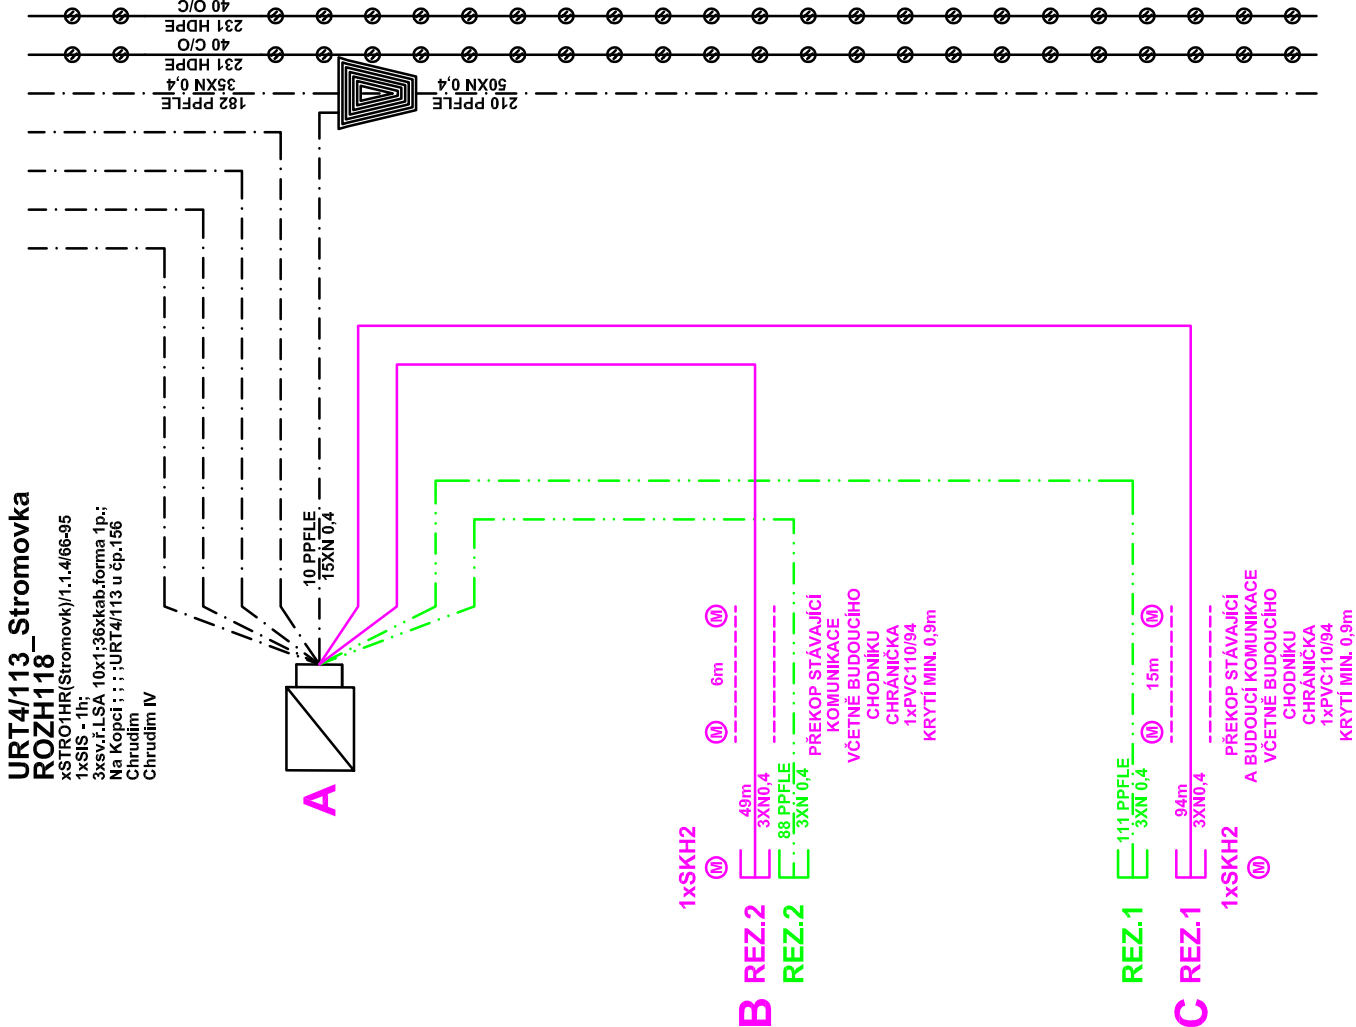 40 O/C
231 HDPE
40 C/O
231 HDPE
35XN 0,4
182 PPFLE
50XN 0,4
210 PPFLE
URT4/113_Stromovka
ROZH118
xSTRO1HR(Stromovk)/1.1.4/66-95
1xSIS - 1h;
3xsv.ř.LSA 10x1;36xkab.forma 1p.;
Na Kopci ; ; ; ;URT4/113 u čp.156
Chrudim
Chrudim IV
10 PPFLE
15XN 0,4
A
M 6m M
PŘEKOP STÁVAJÍCÍ
KOMUNIKACE
VČETNĚ BUDOUCÍHO
CHODNÍKU
CHRÁNIČKA
1xPVC110/94
KRYTÍ MIN. 0,9m
49m
3XN0,4
88 PPFLE
3XN 0,4
1xSKH2
M
B REZ.2
REZ.2
M 15m M
PŘEKOP STÁVAJÍCÍ
A BUDOUCÍ KOMUNIKACE
VČETNĚ BUDOUCÍHO
CHODNÍKU
CHRÁNIČKA
1xPVC110/94
KRYTÍ MIN. 0,9m
111 PPFLE
3XN 0,4
94m
3XN0,4
REZ.1
C REZ.1
1xSKH2
M